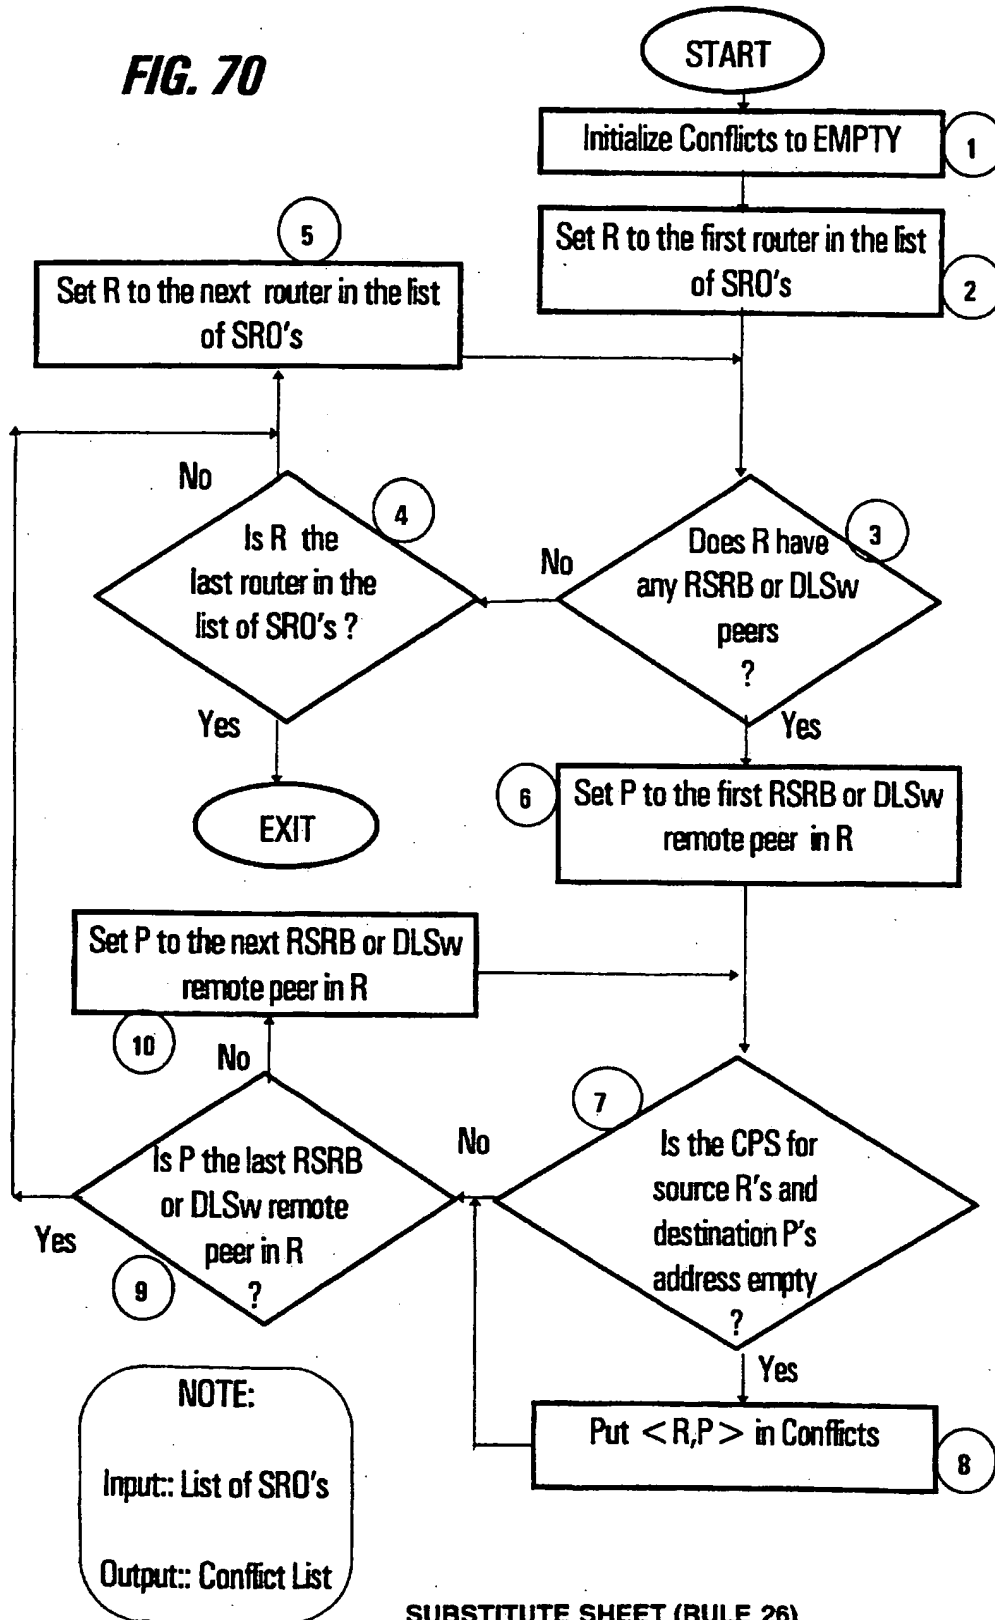 FIG. 70
START
Initialize Conflicts to EMPTY
1
Set R to the first router in the list
of SRO's
2
5
Set R to the next router in the list
of SRO's
No
4
Is R the
last router in the
list of SRO's ?
Yes
EXIT
No
3
Does R have
any RSRB or DLSw
peers
?
Yes
6
Set P to the first RSRB or DLSw
remote peer in R
Set P to the next RSRB or DLSw
remote peer in R
10
No
Is P the last RSRB
or DLSw remote
peer in R
?
Yes
9
No
7
Is the CPS for
source R's and
destination P's
address empty
?
Yes
Put <R,P> in Conflicts
8
NOTE:
Input:: List of SRO's
Output:: Conflict List
SUBSTITUTE SHEET (RULE 26)